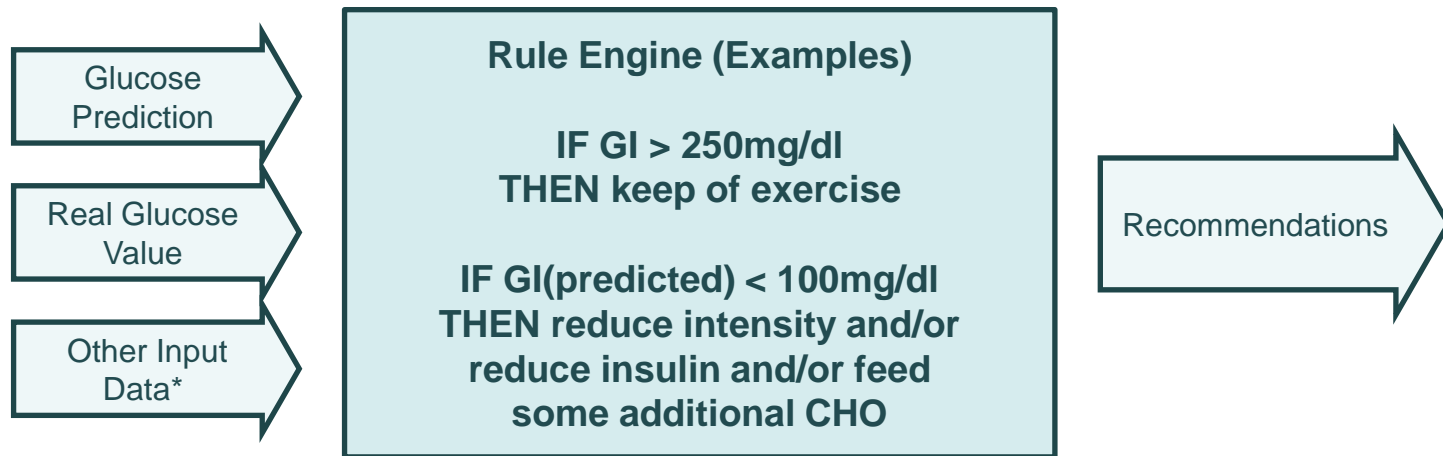 Glucose
Prediction
Real Glucose
Value
Other Input
Data*
Rule Engine (Examples)
IF GI > 250mg/dl
THEN keep of exercise
IF GI(predicted) < 100mg/dl
THEN reduce intensity and/or
reduce insulin and/or feed
some additional CHO
Recommendations